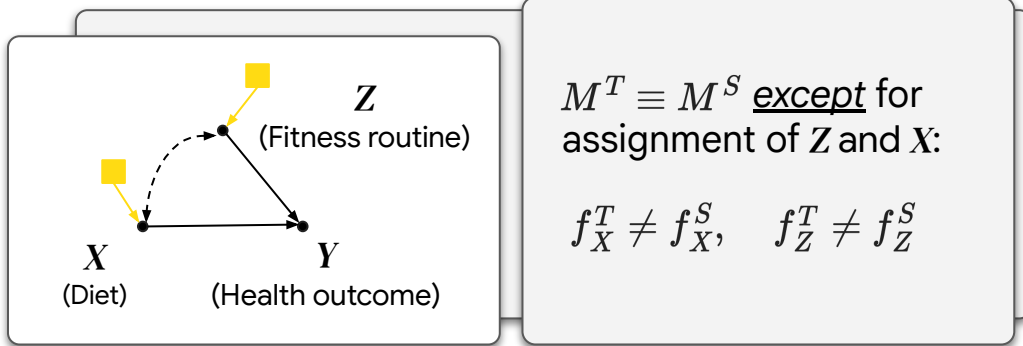 Z
(Fitness routine)
X
(Diet)
Y
(Health outcome)
M^T ≡ M^S except for
assignment of Z and X:
f_X^T ≠ f_X^S, f_Z^T ≠ f_Z^S